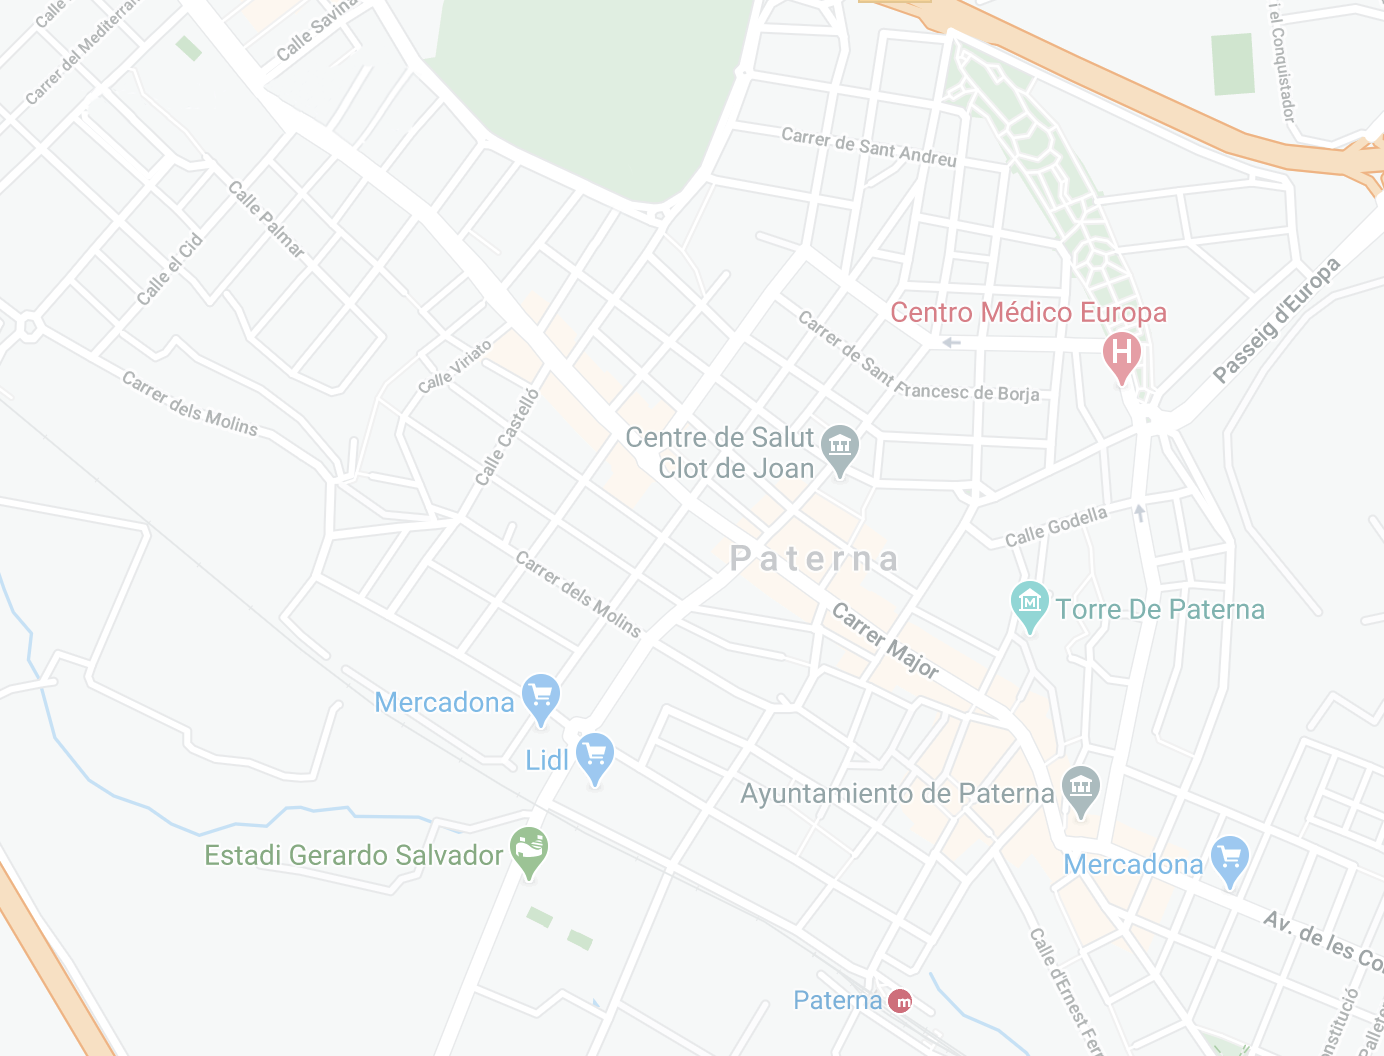 Calle
Calle Savina
i el Conquistador
Carrer del Mediterran
Carrer de Sant Andreu
Calle Palmar
Calle el Cid
Passeig d'Europa
Centro Médico Europa
H
Carrer de Sant Francesc de Borja
Calle Viriato
Carrer dels Molins
Calle Castelló
Centre de Salut
Clot de Joan
Calle Godella
Paterna
Carrer dels Molins
Torre De Paterna
M
Carrer Major
Mercadona
Lidl
Ayuntamiento de Paterna
Estadi Gerardo Salvador
Mercadona
Av. de les Co
Calle d'Ernest Ferr
Paterna
m
nstitució
Palleter